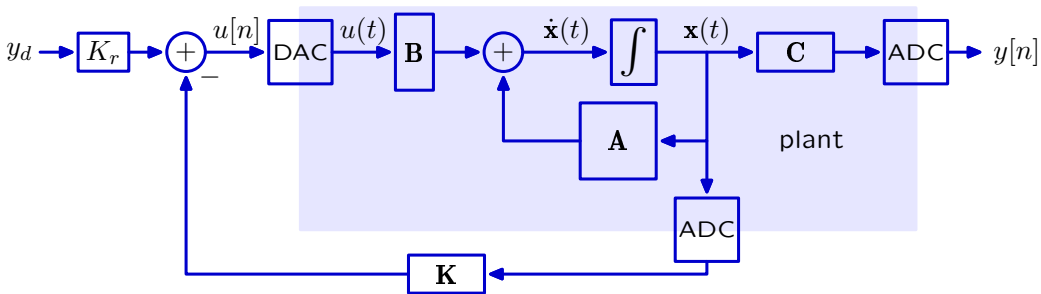 y_d K_r + − u[n] DAC u(t) B + ẋ(t) ∫ x(t) C ADC y[n]
A plant
ADC
K